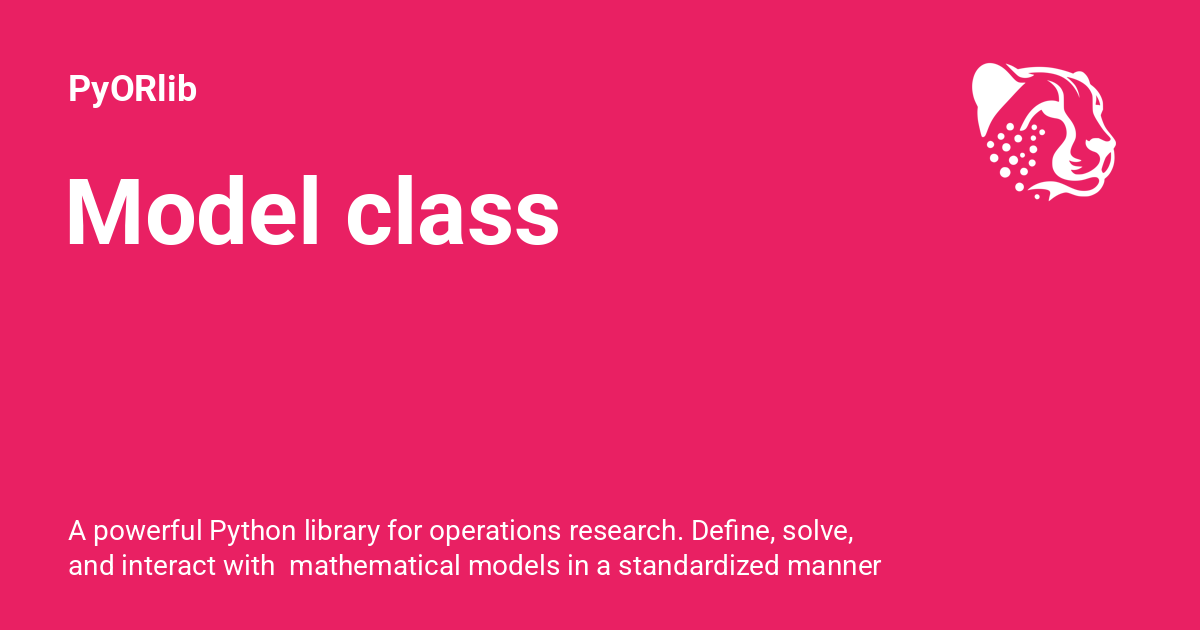 PyORlib
Model class
A powerful Python library for operations research. Define, solve,
and interact with  mathematical models in a standardized manner